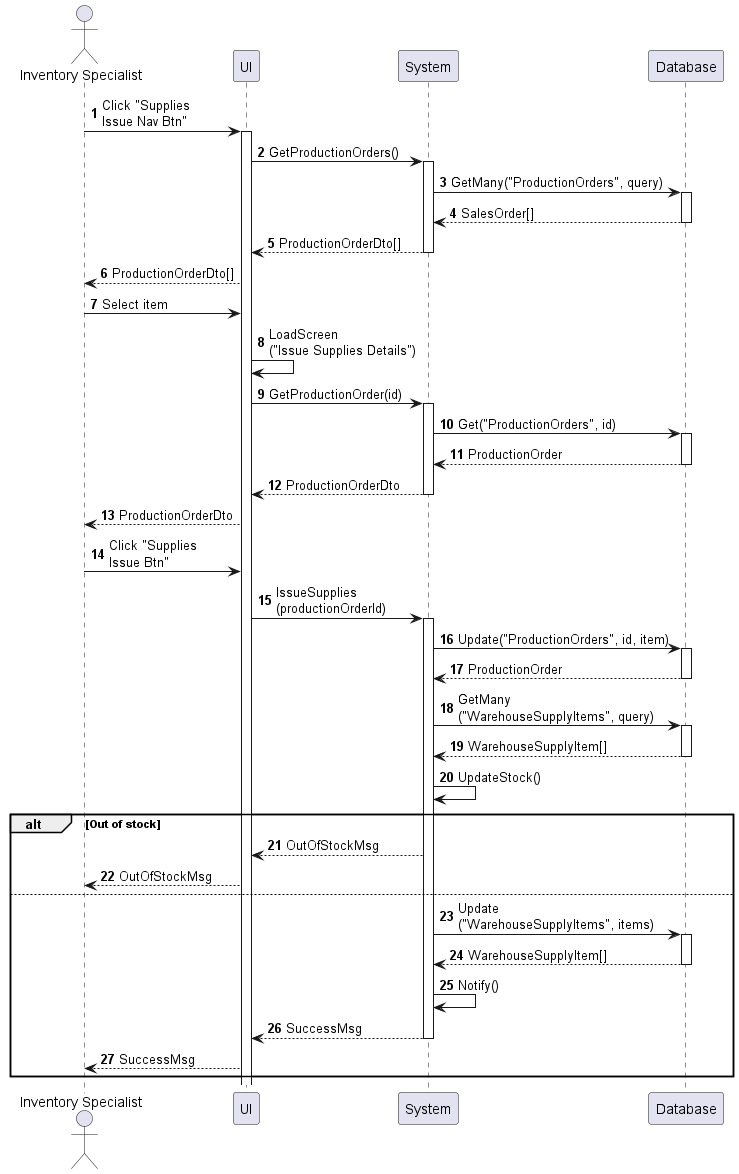 Inventory Specialist
UI
System
Database
1 Click "Supplies
Issue Nav Btn"
2 GetProductionOrders()
3 GetMany("ProductionOrders", query)
4 SalesOrder[]
5 ProductionOrderDto[]
6 ProductionOrderDto[]
7 Select item
8 LoadScreen
("Issue Supplies Details")
9 GetProductionOrder(id)
10 Get("ProductionOrders", id)
11 ProductionOrder
12 ProductionOrderDto
13 ProductionOrderDto
14 Click "Supplies
Issue Btn"
15 IssueSupplies
(productionOrderId)
16 Update("ProductionOrders", id, item)
17 ProductionOrder
18 GetMany
("WarehouseSupplyItems", query)
19 WarehouseSupplyItem[]
20 UpdateStock()
alt [Out of stock]
21 OutOfStockMsg
22 OutOfStockMsg
23 Update
("WarehouseSupplyItems", items)
24 WarehouseSupplyItem[]
25 Notify()
26 SuccessMsg
27 SuccessMsg
Inventory Specialist
UI
System
Database